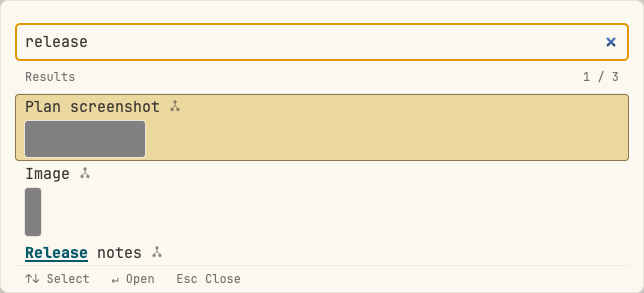 release ×
Results 1 / 3
Plan screenshot
Image
Release notes
↑↓ Select ↵ Open Esc Close